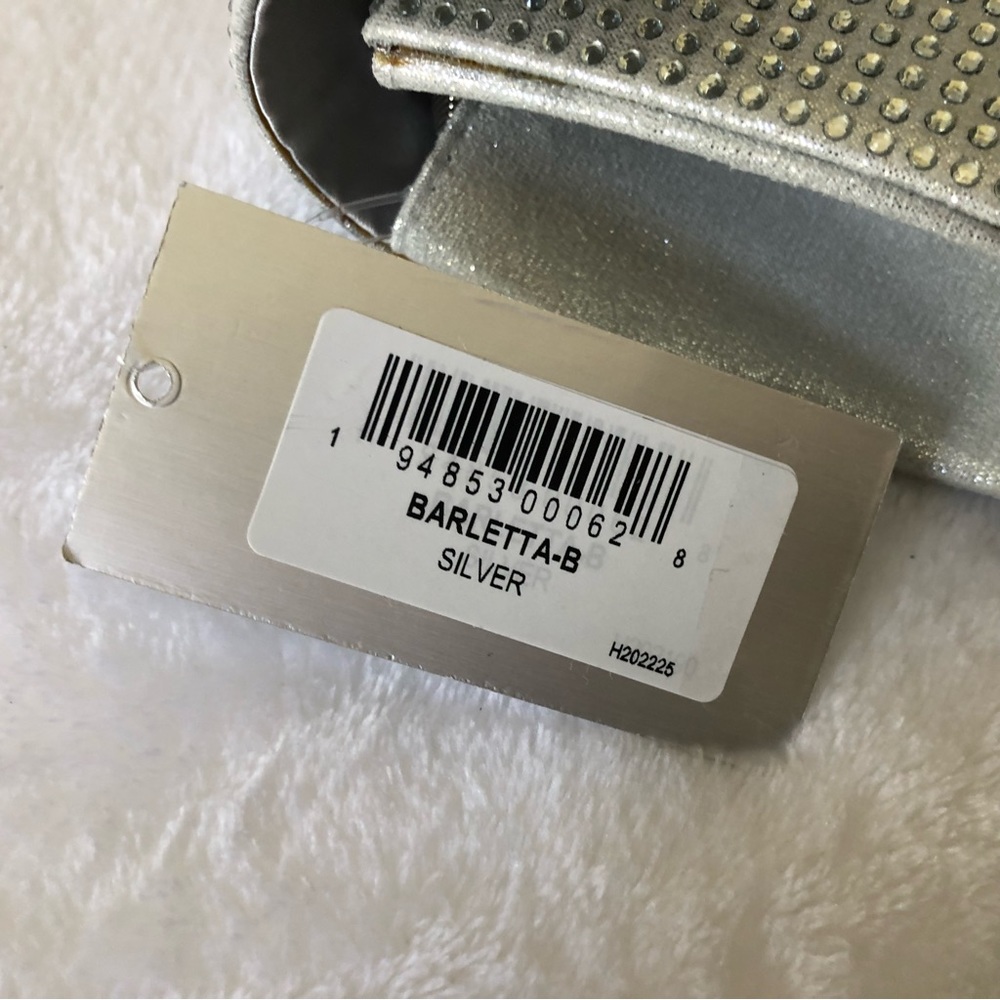 1 94853 00062 8
BARLETTA-B
SILVER
H202225